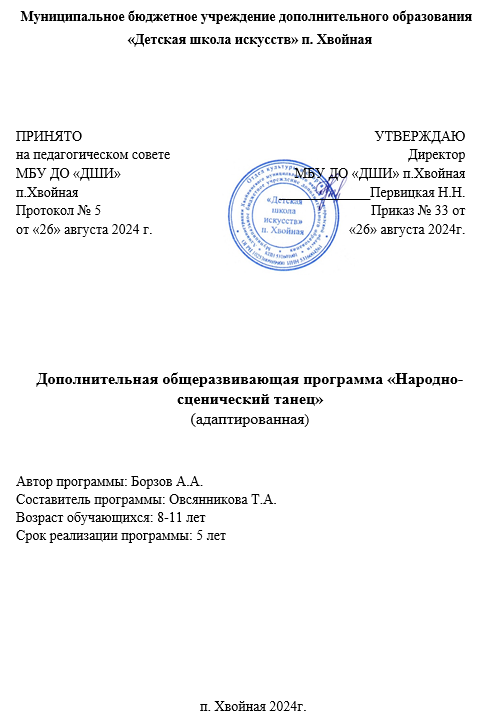 Муниципальное бюджетное учреждение дополнительного образования
«Детская школа искусств» п. Хвойная
ПРИНЯТО
на педагогическом совете
МБУ ДО «ДШИ»
п.Хвойная
Протокол № 5
от «26» августа 2024 г.
УТВЕРЖДАЮ
Директор
МБУ ДО «ДШИ» п.Хвойная
__________Первицкая Н.Н.
Приказ № 33 от
«26» августа 2024г.
«Детская
школа
искусств»
п. Хвойная
Дополнительная общеразвивающая программа «Народно-
сценический танец»
(адаптированная)
Автор программы: Борзов А.А.
Составитель программы: Овсянникова Т.А.
Возраст обучающихся: 8-11 лет
Срок реализации программы: 5 лет
п. Хвойная 2024г.